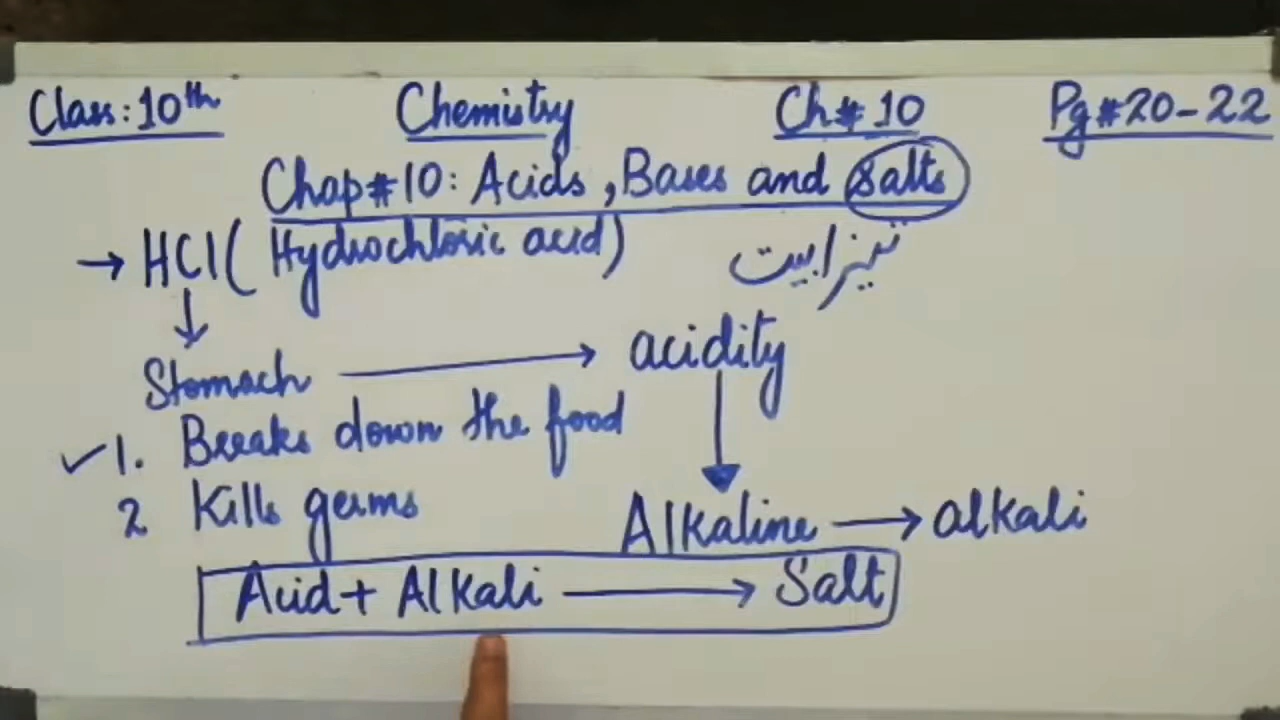 Class: 10th Chemistry Ch# 10 Pg#20-22
Chap#10: Acids, Bases and Salts
→ HCl (Hydrochloric acid) تیزابیت
↓
Stomach → acidity
✓1. Breaks down the food ↓
2 Kills germs Alkaline → alkali
Acid + Alkali → Salt